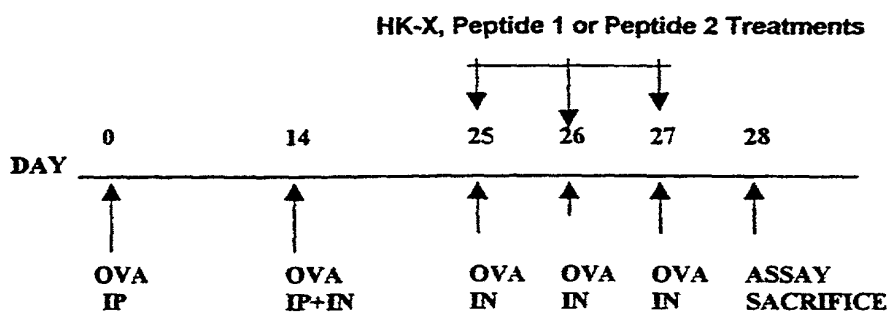 HK-X, Peptide 1 or Peptide 2 Treatments
0 14 25 26 27 28
DAY
OVA OVA OVA OVA OVA ASSAY
IP IP+IN IN IN IN SACRIFICE